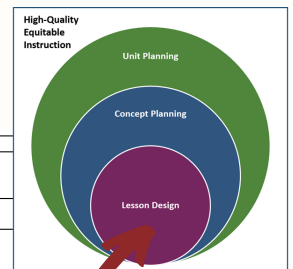 High-Quality
Equitable
Instruction
Unit Planning
Concept Planning
Lesson Design